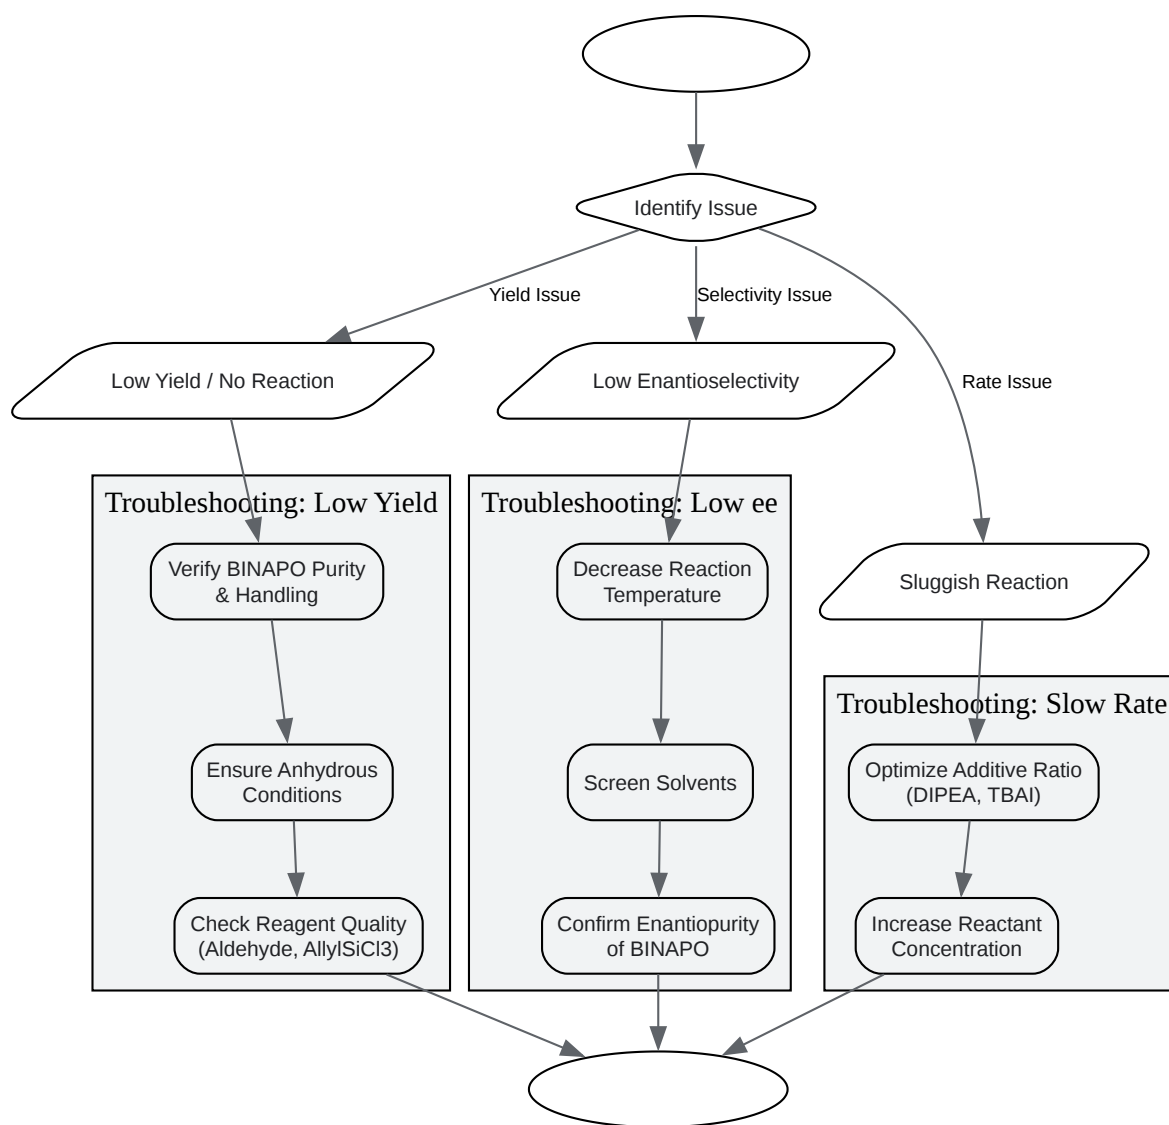 Identify Issue
Yield Issue
Selectivity Issue
Rate Issue
Low Yield / No Reaction
Low Enantioselectivity
Sluggish Reaction
Troubleshooting: Low Yield
Verify BINAPO Purity
& Handling
Ensure Anhydrous
Conditions
Check Reagent Quality
(Aldehyde, AllylSiCl3)
Troubleshooting: Low ee
Decrease Reaction
Temperature
Screen Solvents
Confirm Enantiopurity
of BINAPO
Troubleshooting: Slow Rate
Optimize Additive Ratio
(DIPEA, TBAI)
Increase Reactant
Concentration